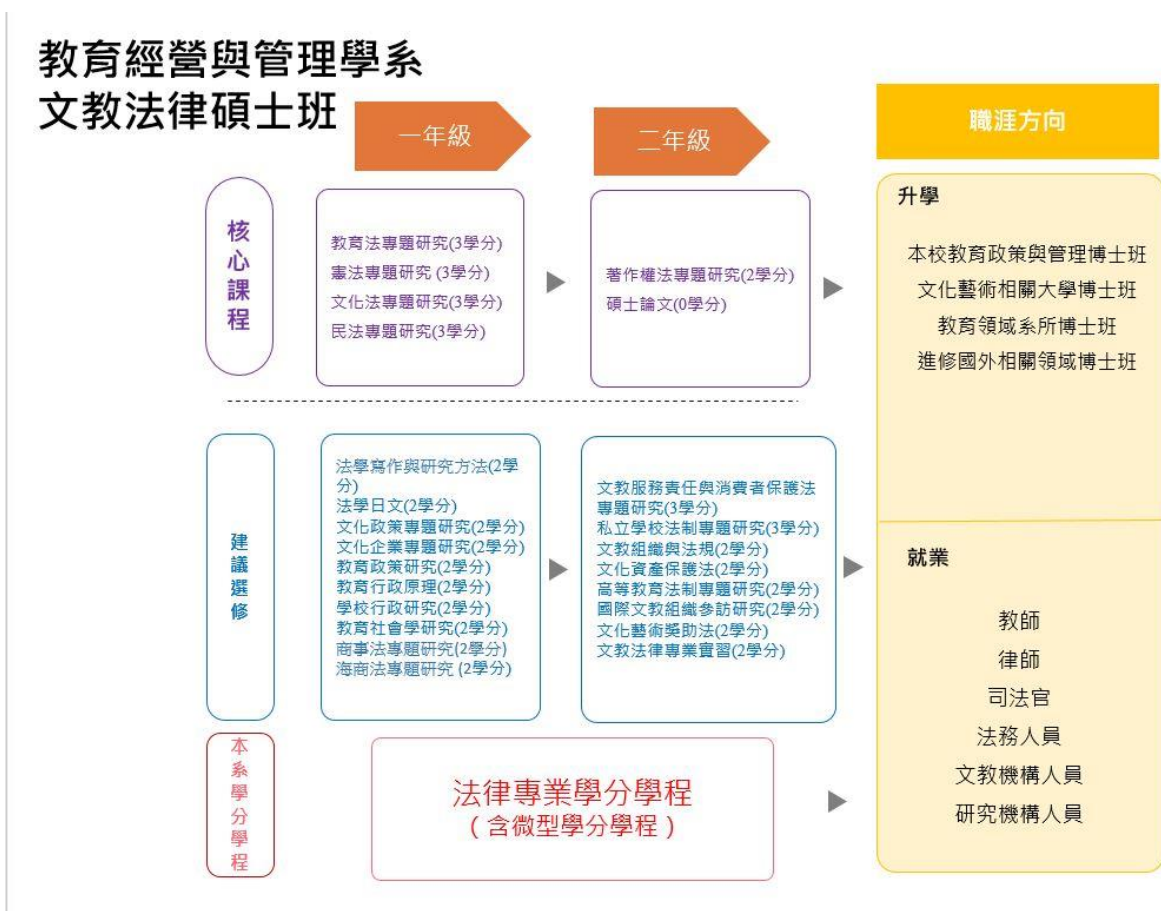 教育經營與管理學系
文教法律碩士班
一年級
二年級
職涯方向
核心課程
教育法專題研究(3學分)
憲法專題研究 (3學分)
文化法專題研究(3學分)
民法專題研究(3學分)
著作權法專題研究(2學分)
碩士論文(0學分)
升學
本校教育政策與管理博士班
文化藝術相關大學博士班
教育領域系所博士班
進修國外相關領域博士班
建議選修
法學寫作與研究方法(2學
分)
法學日文(2學分)
文化政策專題研究(2學分)
文化企業專題研究(2學分)
教育政策研究(2學分)
教育行政原理(2學分)
學校行政研究(2學分)
教育社會學研究(2學分)
商事法專題研究(2學分)
海商法專題研究 (2學分)
文教服務責任與消費者保護法
專題研究(3學分)
私立學校法制專題研究(3學分)
文教組織與法規(2學分)
文化資產保護法(2學分)
高等教育法制專題研究(2學分)
國際文教組織參訪研究(2學分)
文化藝術獎助法(2學分)
文教法律專業實習(2學分)
就業
教師
律師
司法官
法務人員
文教機構人員
研究機構人員
本系學分學程
法律專業學分學程
(含微型學分學程)